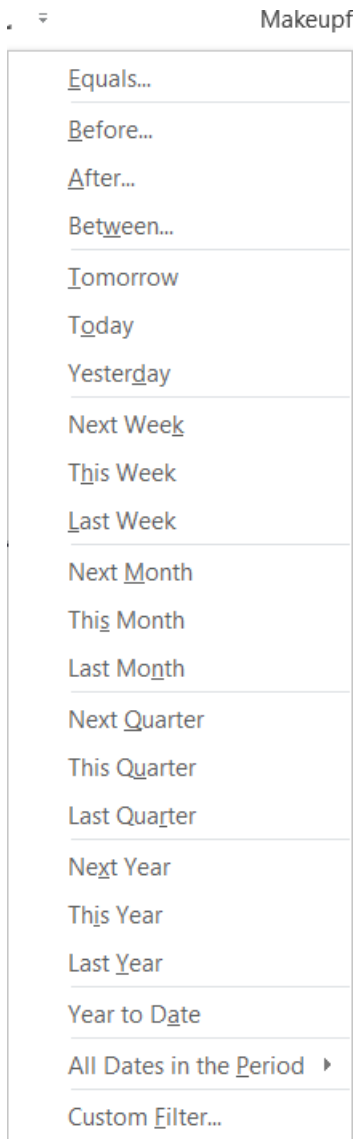 Makeupf
Equals...
Before...
After...
Between...
Tomorrow
Today
Yesterday
Next Week
This Week
Last Week
Next Month
This Month
Last Month
Next Quarter
This Quarter
Last Quarter
Next Year
This Year
Last Year
Year to Date
All Dates in the Period
Custom Filter...